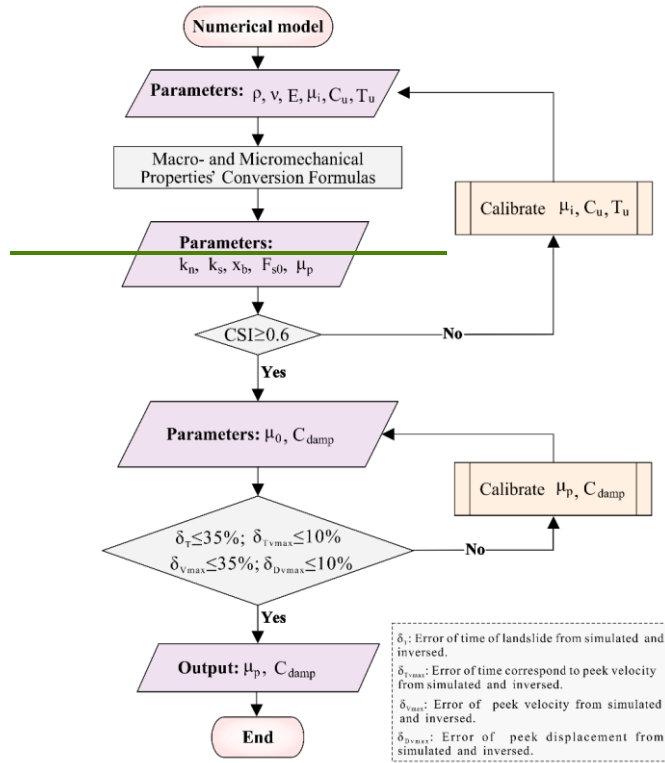 Numerical model
Parameters: ρ, ν, E, μi, Cu, Tu
Macro- and Micromechanical
Properties' Conversion Formulas
Calibrate μi, Cu, Tu
Parameters:
kn, ks, xb, Fs0, μp
CSI≥0.6
No
Yes
Parameters: μ0, Cdamp
Calibrate μp, Cdamp
δT≤35%; δTvmax≤10%
δVmax≤35%; δDvmax≤10%
No
Yes
Output: μp, Cdamp
End
δT: Error of time of landslide from simulated and
inversed.
δTvmax: Error of time correspond to peek velocity
from simulated and inversed.
δVmax: Error of peek velocity from simulated
and inversed.
δDvmax: Error of peek displacement from
simulated and inversed.